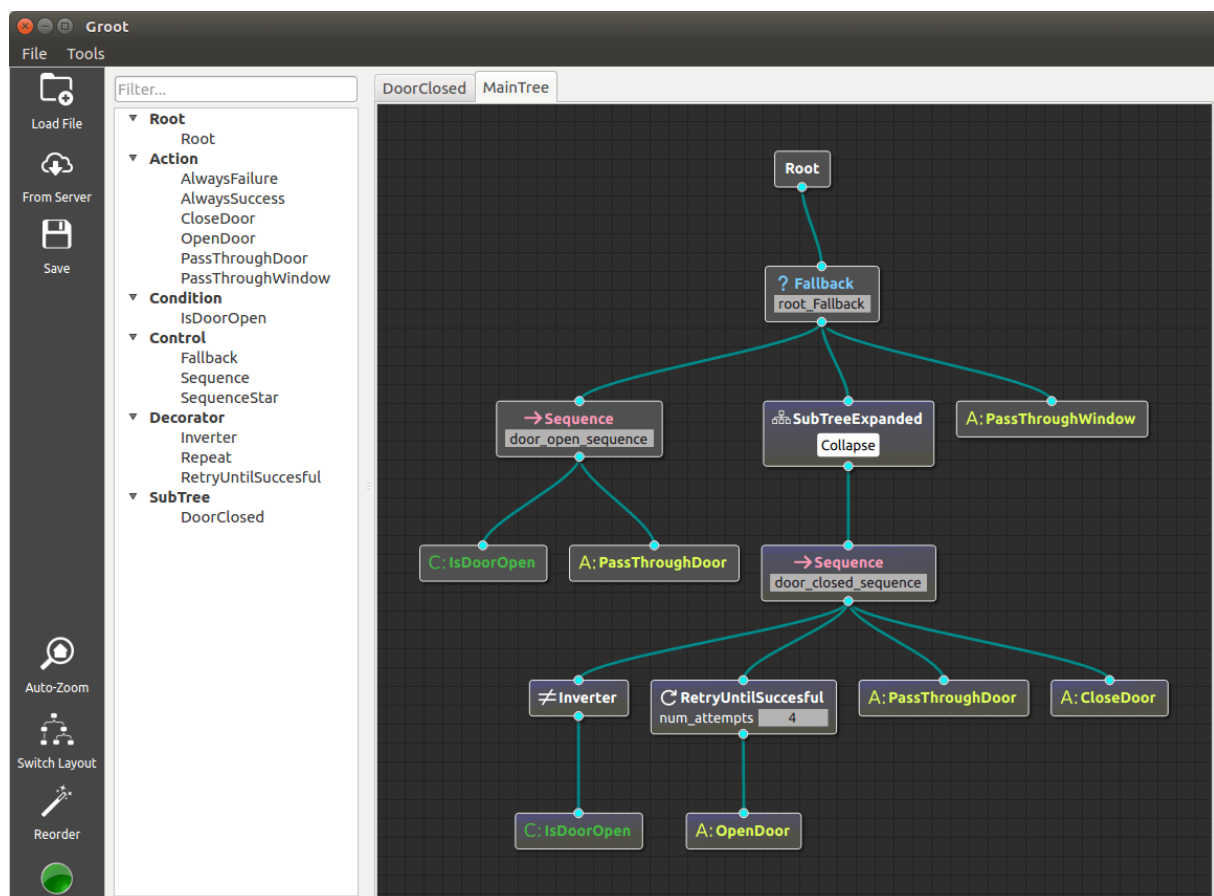 Groot
File Tools
Load File
From Server
Save
Auto-Zoom
Switch Layout
Reorder
Filter...
Root
Root
Action
AlwaysFailure
AlwaysSuccess
CloseDoor
OpenDoor
PassThroughDoor
PassThroughWindow
Condition
IsDoorOpen
Control
Fallback
Sequence
SequenceStar
Decorator
Inverter
Repeat
RetryUntilSuccesful
SubTree
DoorClosed
DoorClosed MainTree
Root
? Fallback
root_Fallback
→Sequence
door_open_sequence
SubTreeExpanded
Collapse
A: PassThroughWindow
C: IsDoorOpen
A: PassThroughDoor
→Sequence
door_closed_sequence
≠Inverter
RetryUntilSuccesful
num_attempts 4
A: PassThroughDoor
A: CloseDoor
C: IsDoorOpen
A: OpenDoor